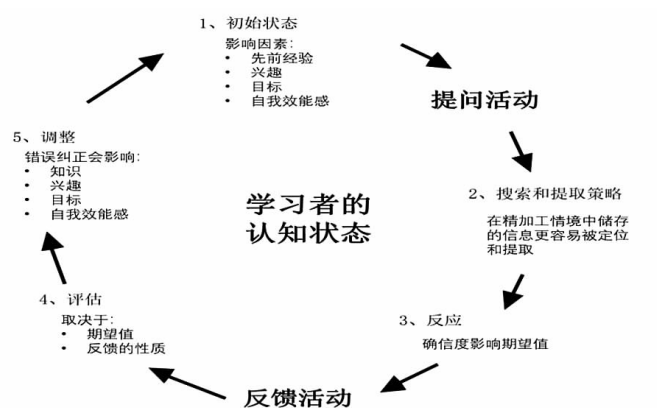 1、初始状态
影响因素：
• 先前经验
• 兴趣
• 目标
• 自我效能感
提问活动
2、搜索和提取策略
在精加工情境中储存
的信息更容易被定位
和提取
3、反应
确信度影响期望值
反馈活动
4、评估
取决于：
• 期望值
• 反馈的性质
5、调整
错误纠正会影响：
• 知识
• 兴趣
• 目标
• 自我效能感
学习者的
认知状态